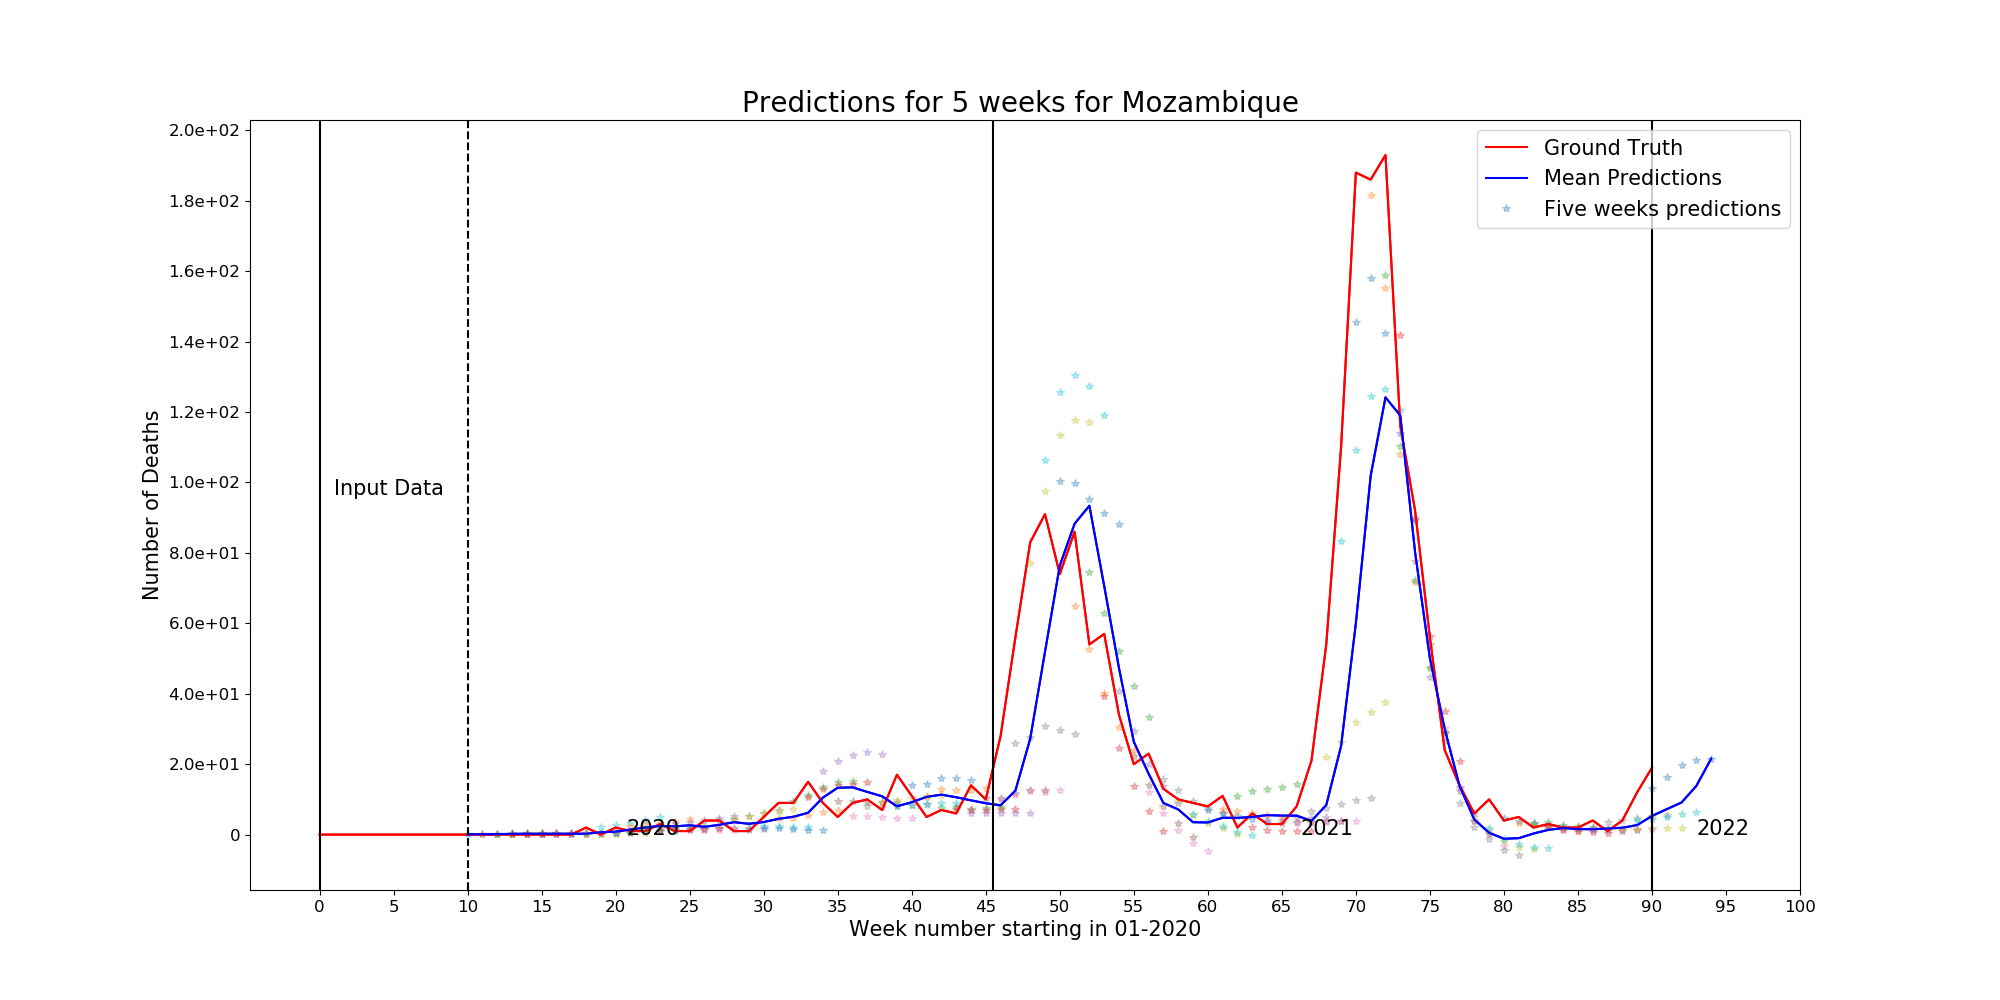 Predictions for 5 weeks for Mozambique
2.0e+02
1.8e+02
1.6e+02
1.4e+02
1.2e+02
1.0e+02
8.0e+01
6.0e+01
4.0e+01
2.0e+01
0
Number of Deaths
Ground Truth
Mean Predictions
Five weeks predictions
Input Data
2020
2021
2022
0 5 10 15 20 25 30 35 40 45 50 55 60 65 70 75 80 85 90 95 100
Week number starting in 01-2020